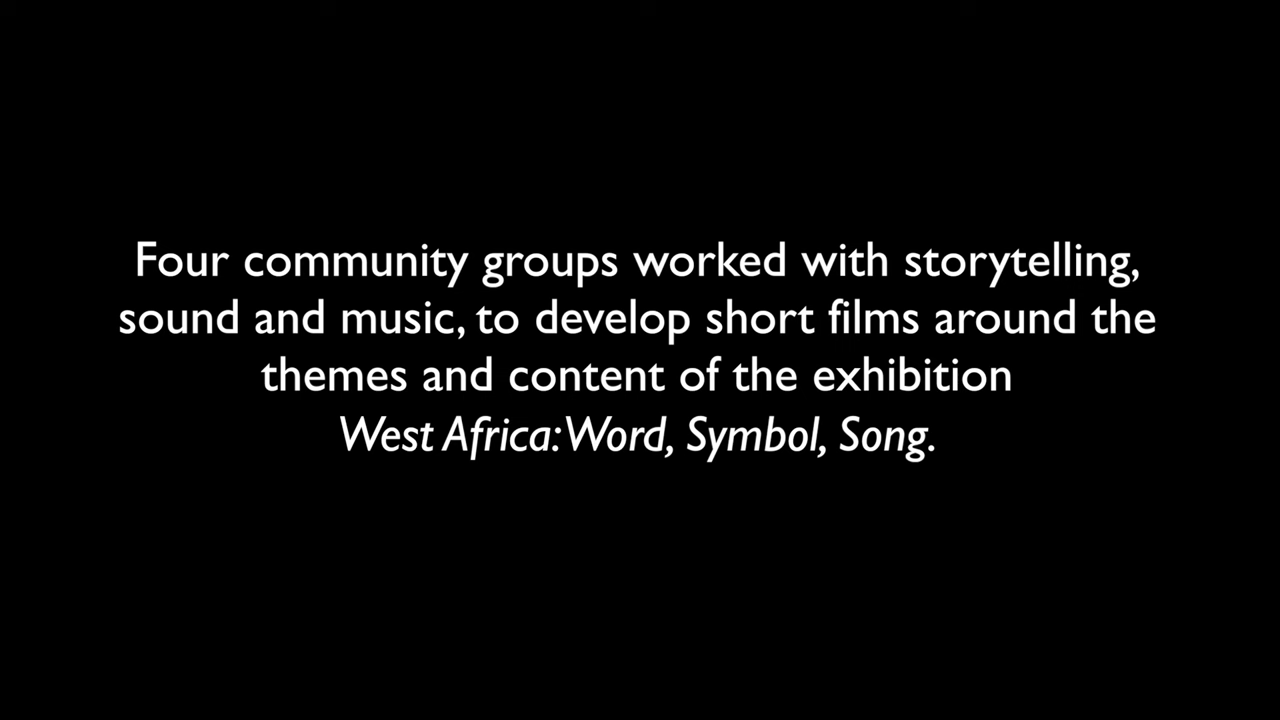 Four community groups worked with storytelling,
sound and music, to develop short films around the
themes and content of the exhibition
West Africa: Word, Symbol, Song.